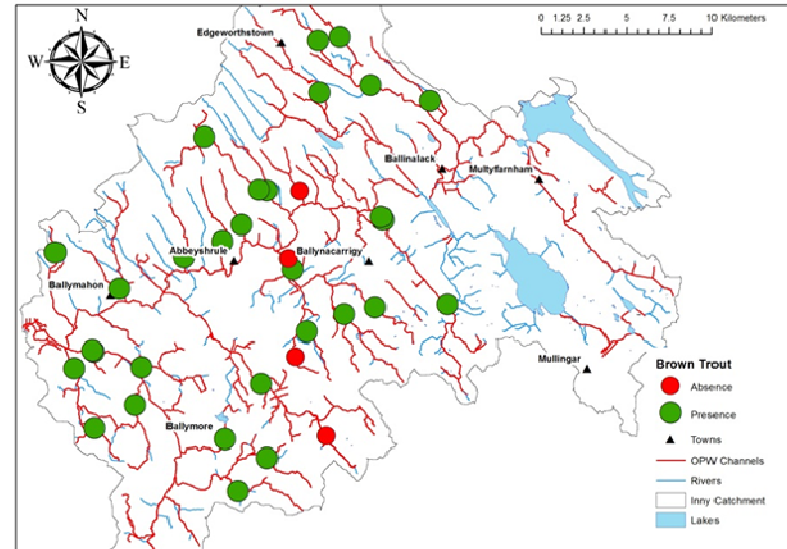 N
W E
S
0 1.25 2.5 5 7.5 10 Kilometers
Edgeworthstown
Ballinalack
Multyfarnham
Abbeyshrule
Ballynacarrigy
Ballymahon
Mullingar
Ballymore
Brown Trout
Absence
Presence
Towns
OPW Channels
Rivers
Inny Catchment
Lakes